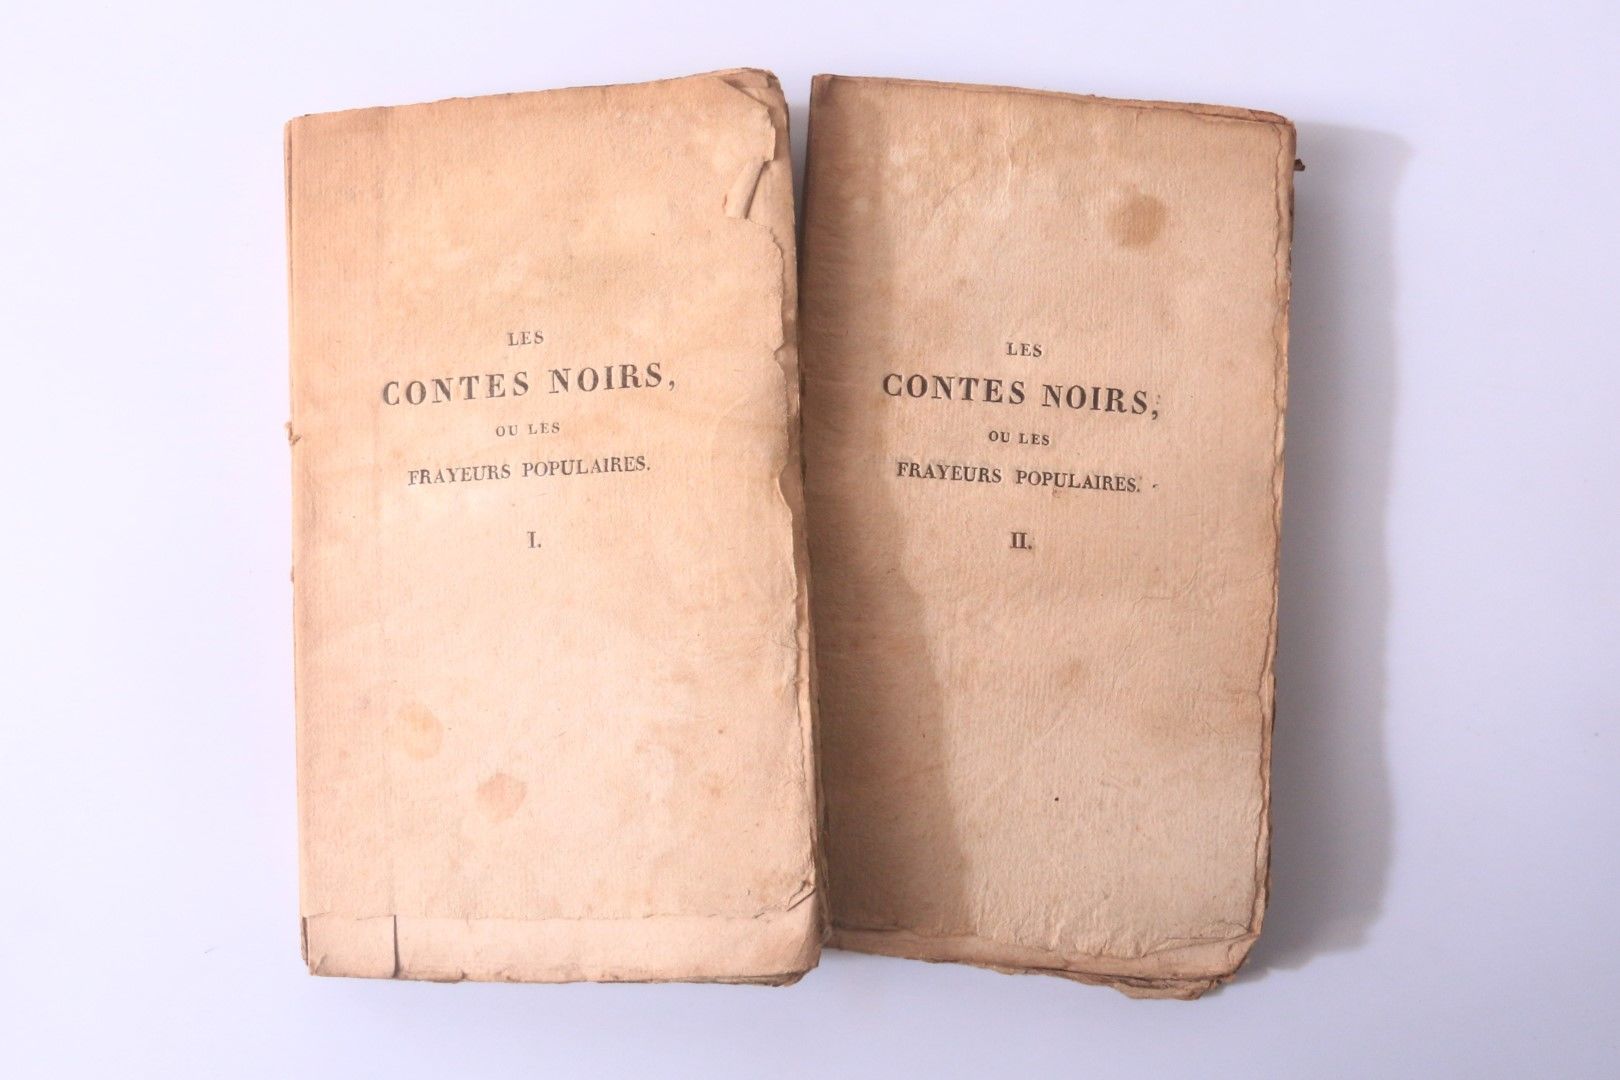 LES
CONTES NOIRS,
OU LES
FRAYEURS POPULAIRES.
I.
LES
CONTES NOIRS,
OU LES
FRAYEURS POPULAIRES.
II.